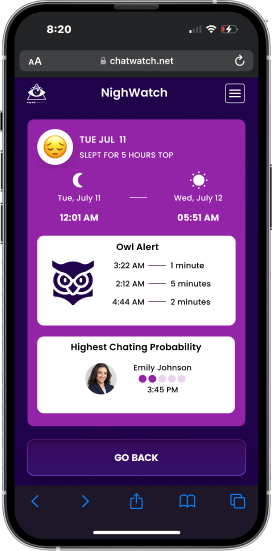 8:20
AA chatwatch.net
NighWatch
TUE JUL 11
SLEPT FOR 5 HOURS TOP
Tue, July 11 Wed, July 12
12:01 AM 05:51 AM
Owl Alert
3:22 AM 1 minute
2:12 AM 5 minutes
4:44 AM 2 minutes
Highest Chating Probability
Emily Johnson
3:45 PM
GO BACK